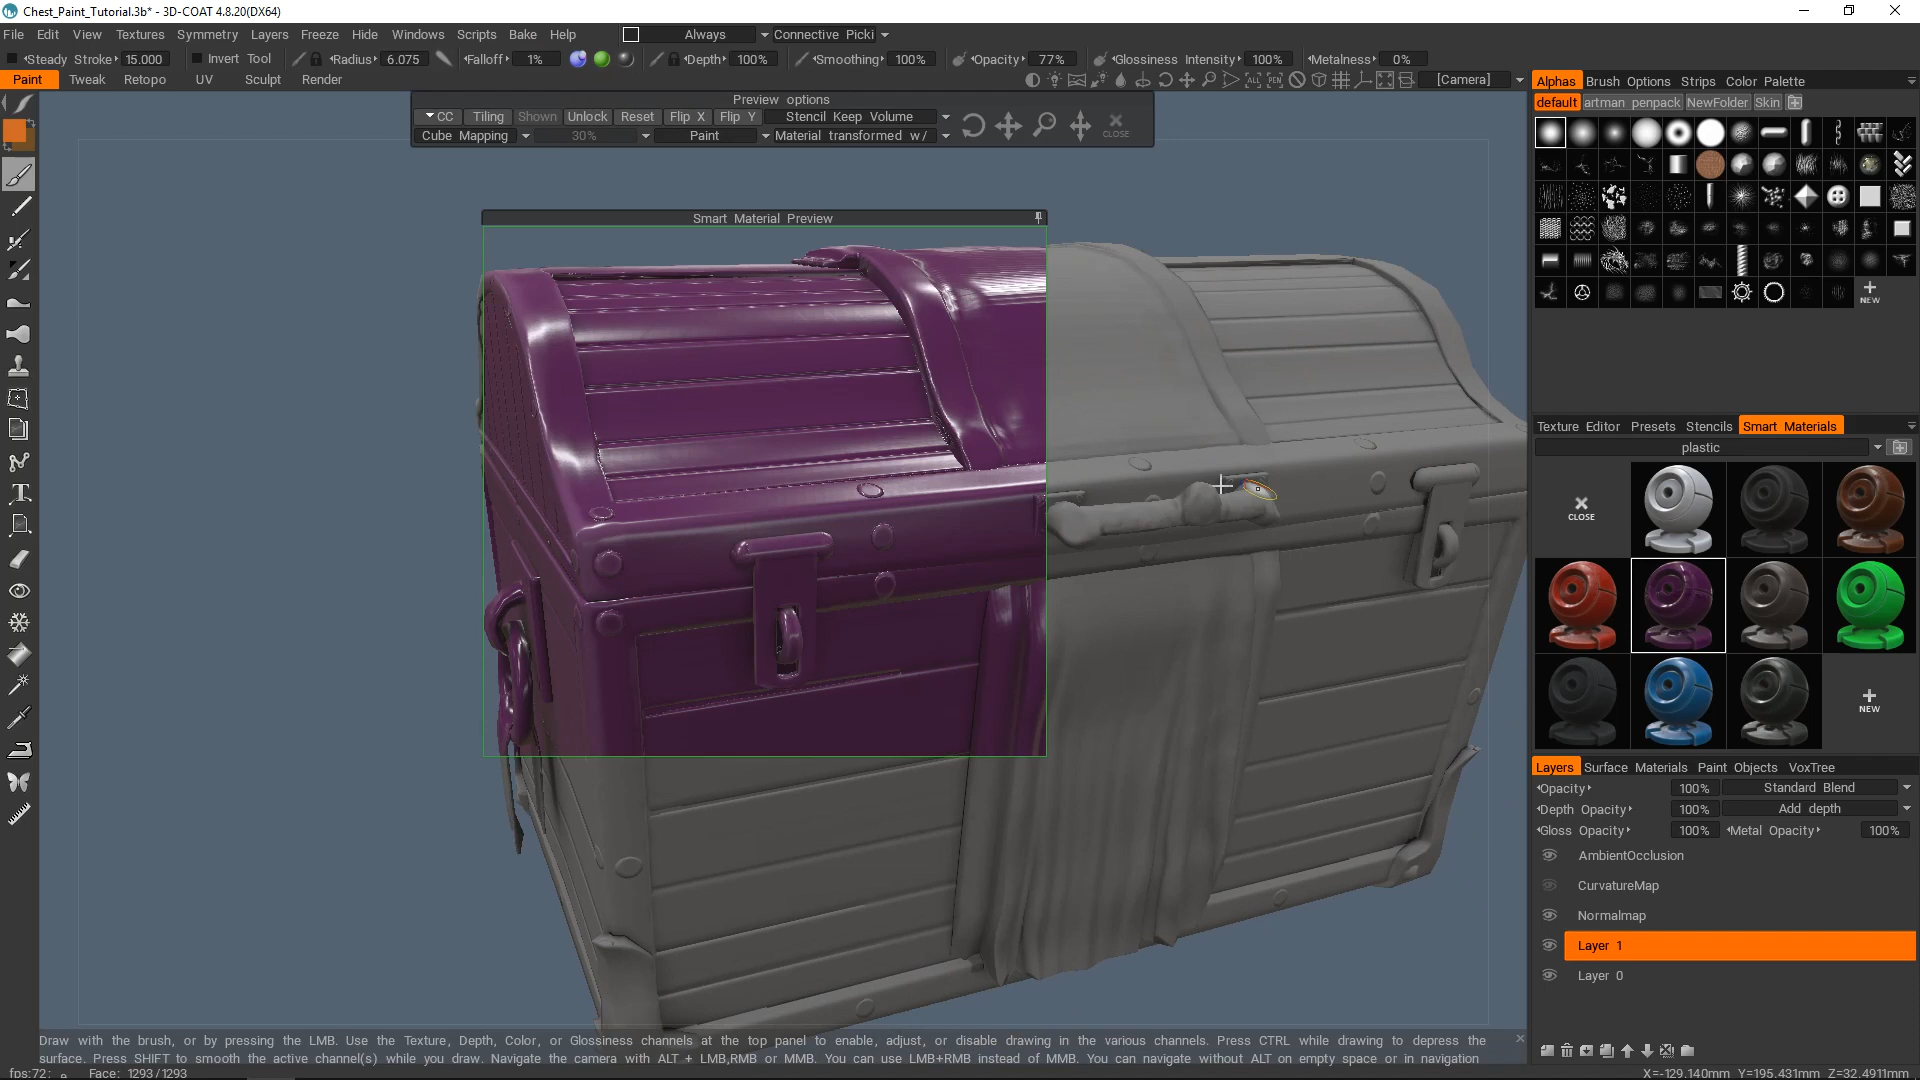 Chest_Paint_Tutorial.3b* - 3D-COAT 4.8.20(DX64)
File Edit View Textures Symmetry Layers Freeze Hide Windows Scripts Bake Help Always Connective Picki
Steady Stroke 15.000 Invert Tool Radius 6.075 Falloff 1% Depth 100% Smoothing 100% Opacity 77% Glossiness Intensity 100% Metalness 0%
Paint Tweak Retopo UV Sculpt Render ALL PEN [Camera]
Preview options
CC Tiling Shown Unlock Reset Flip X Flip Y Stencil Keep Volume
Cube Mapping 30% Paint Material transformed w/ CLOSE
Smart Material Preview
Alphas Brush Options Strips Color Palette
default artman penpack NewFolder Skin
NEW
Texture Editor Presets Stencils Smart Materials
plastic
CLOSE
NEW
Layers Surface Materials Paint Objects VoxTree
Opacity 100% Standard Blend
Depth Opacity 100% Add depth
Gloss Opacity 100% Metal Opacity 100%
AmbientOcclusion
CurvatureMap
Normalmap
Layer 1
Layer 0
Draw with the brush, or by pressing the LMB. Use the Texture, Depth, Color, or Glossiness channels at the top panel to enable, adjust, or disable drawing in the various channels. Press CTRL while drawing to depress the
surface. Press SHIFT to smooth the active channel(s) while you draw. Navigate the camera with ALT + LMB,RMB or MMB. You can use LMB+RMB instead of MMB. You can navigate without ALT on empty space or in navigation
fps:72; Face: 1293/1293 X=-129.140mm Y=195.431mm Z=32.4911mm